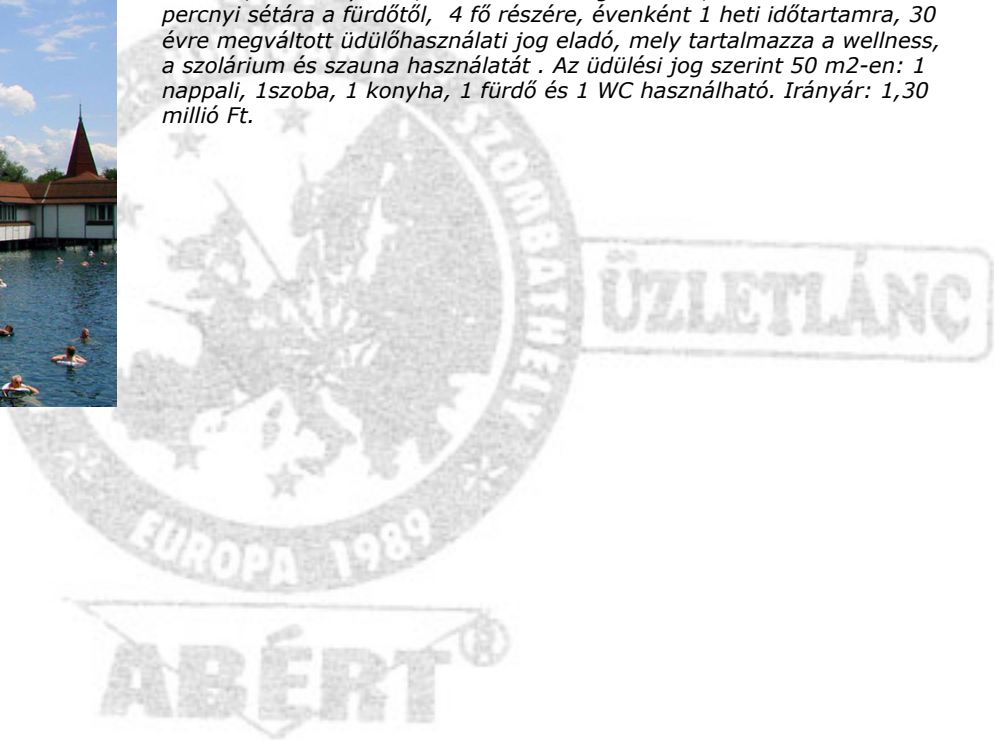 percnyi sétára a fürdőtől,  4 fő részére, évenként 1 heti időtartamra, 30
évre megváltott üdülőhasználati jog eladó, mely tartalmazza a wellness,
a szolárium és szauna használatát . Az üdülési jog szerint 50 m2-en: 1
nappali, 1szoba, 1 konyha, 1 fürdő és 1 WC használható. Irányár: 1,30
millió Ft.
SZOMBATHELY
ÜZLETLÁNC
EUROPA 1989
ABÉRT®